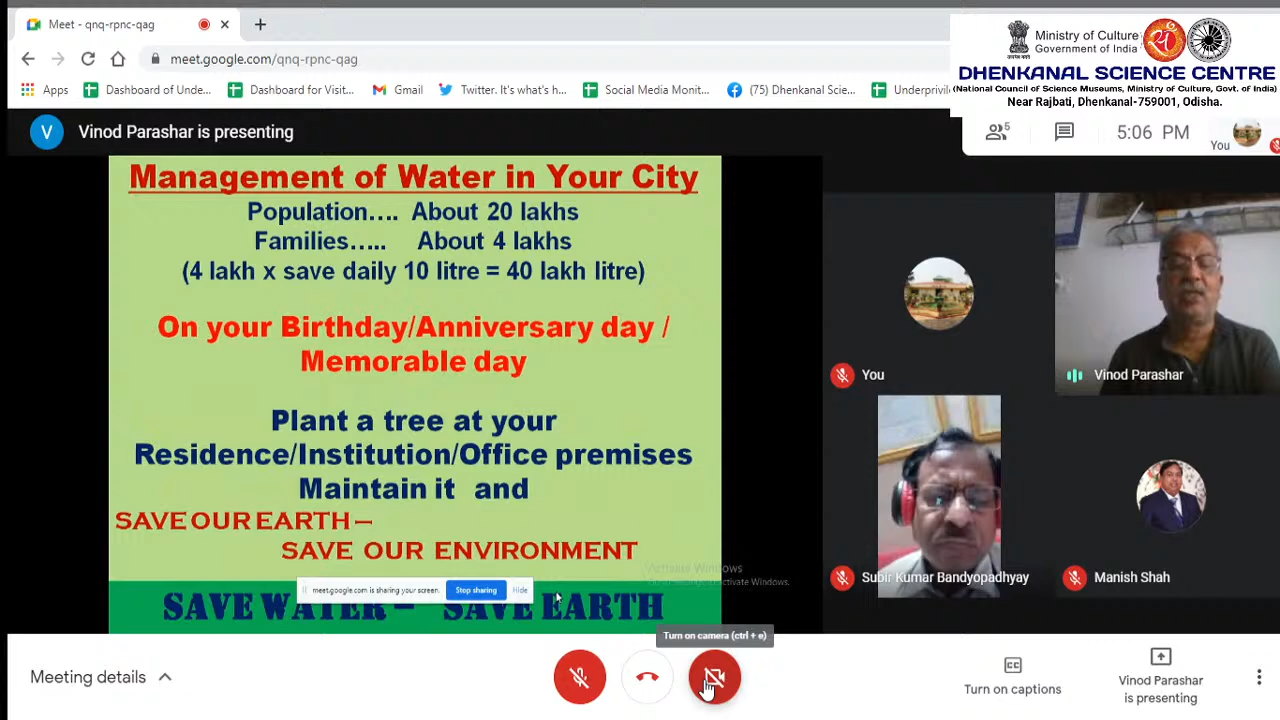 Meet - qnq-rpnc-qag
meet.google.com/qnq-rpnc-qag
Apps
Dashboard of Unde...
Dashboard for Visit...
Gmail
Twitter. It's what's h...
Social Media Monit...
(75) Dhenkanal Scie...
Underprivile
Ministry of Culture
Government of India
DHENKANAL SCIENCE CENTRE
(National Council of Science Museums, Ministry of Culture, Govt. of India)
Near Rajbati, Dhenkanal-759001, Odisha.
V
Vinod Parashar is presenting
5
5:06 PM
You
Management of Water in Your City
Population…. About 20 lakhs
Families….. About 4 lakhs
(4 lakh x save daily 10 litre = 40 lakh litre)
On your Birthday/Anniversary day /
Memorable day
Plant a tree at your
Residence/Institution/Office premises
Maintain it and
SAVE OUR EARTH –
SAVE OUR ENVIRONMENT
SAVE WATER – SAVE EARTH
meet.google.com is sharing your screen.
Stop sharing
Hide
Activate Windows
You
Vinod Parashar
Subir Kumar Bandyopadhyay
Manish Shah
Turn on camera (ctrl + e)
Meeting details
CC
Turn on captions
Vinod Parashar
is presenting